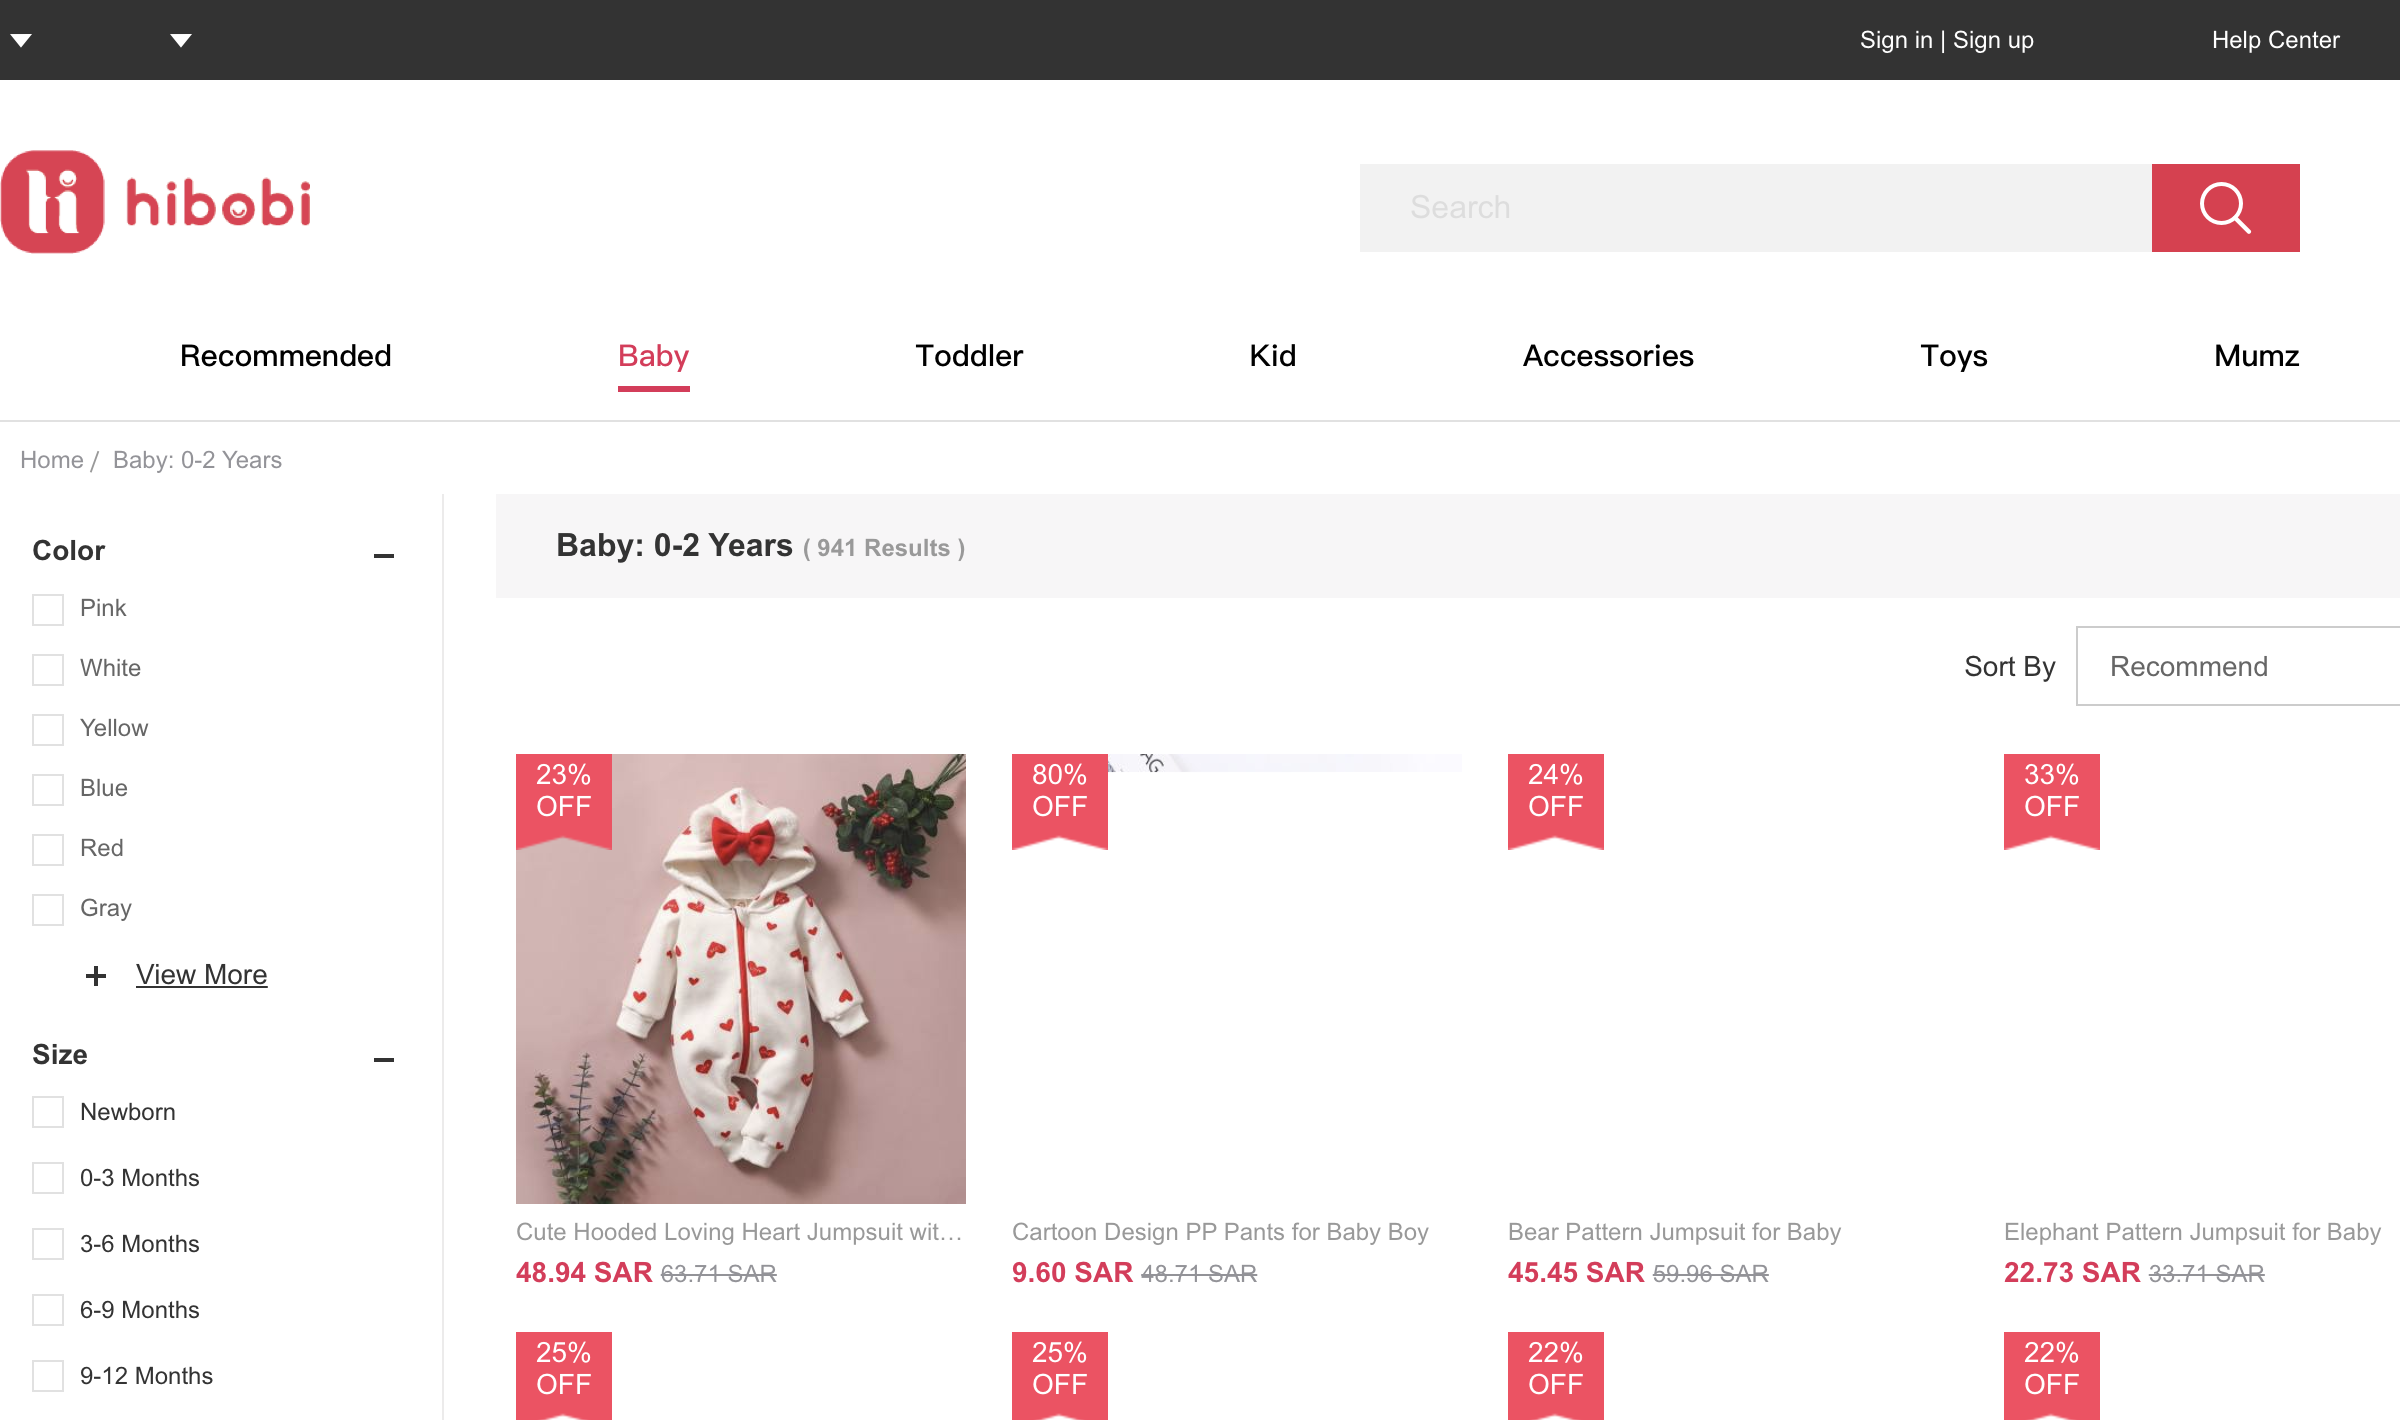 Sign in | Sign up
Help Center
hibobi
Search
Recommended
Baby
Toddler
Kid
Accessories
Toys
Mumz
Home / Baby: 0-2 Years
Color
Pink
White
Yellow
Blue
Red
Gray
View More
Size
Newborn
0-3 Months
3-6 Months
6-9 Months
9-12 Months
Baby: 0-2 Years ( 941 Results )
Sort By
Recommend
23%
OFF
80%
OFF
24%
OFF
33%
OFF
Cute Hooded Loving Heart Jumpsuit wit...
48.94 SAR 63.71 SAR
Cartoon Design PP Pants for Baby Boy
9.60 SAR 48.71 SAR
Bear Pattern Jumpsuit for Baby
45.45 SAR 59.96 SAR
Elephant Pattern Jumpsuit for Baby
22.73 SAR 33.71 SAR
25%
OFF
25%
OFF
22%
OFF
22%
OFF